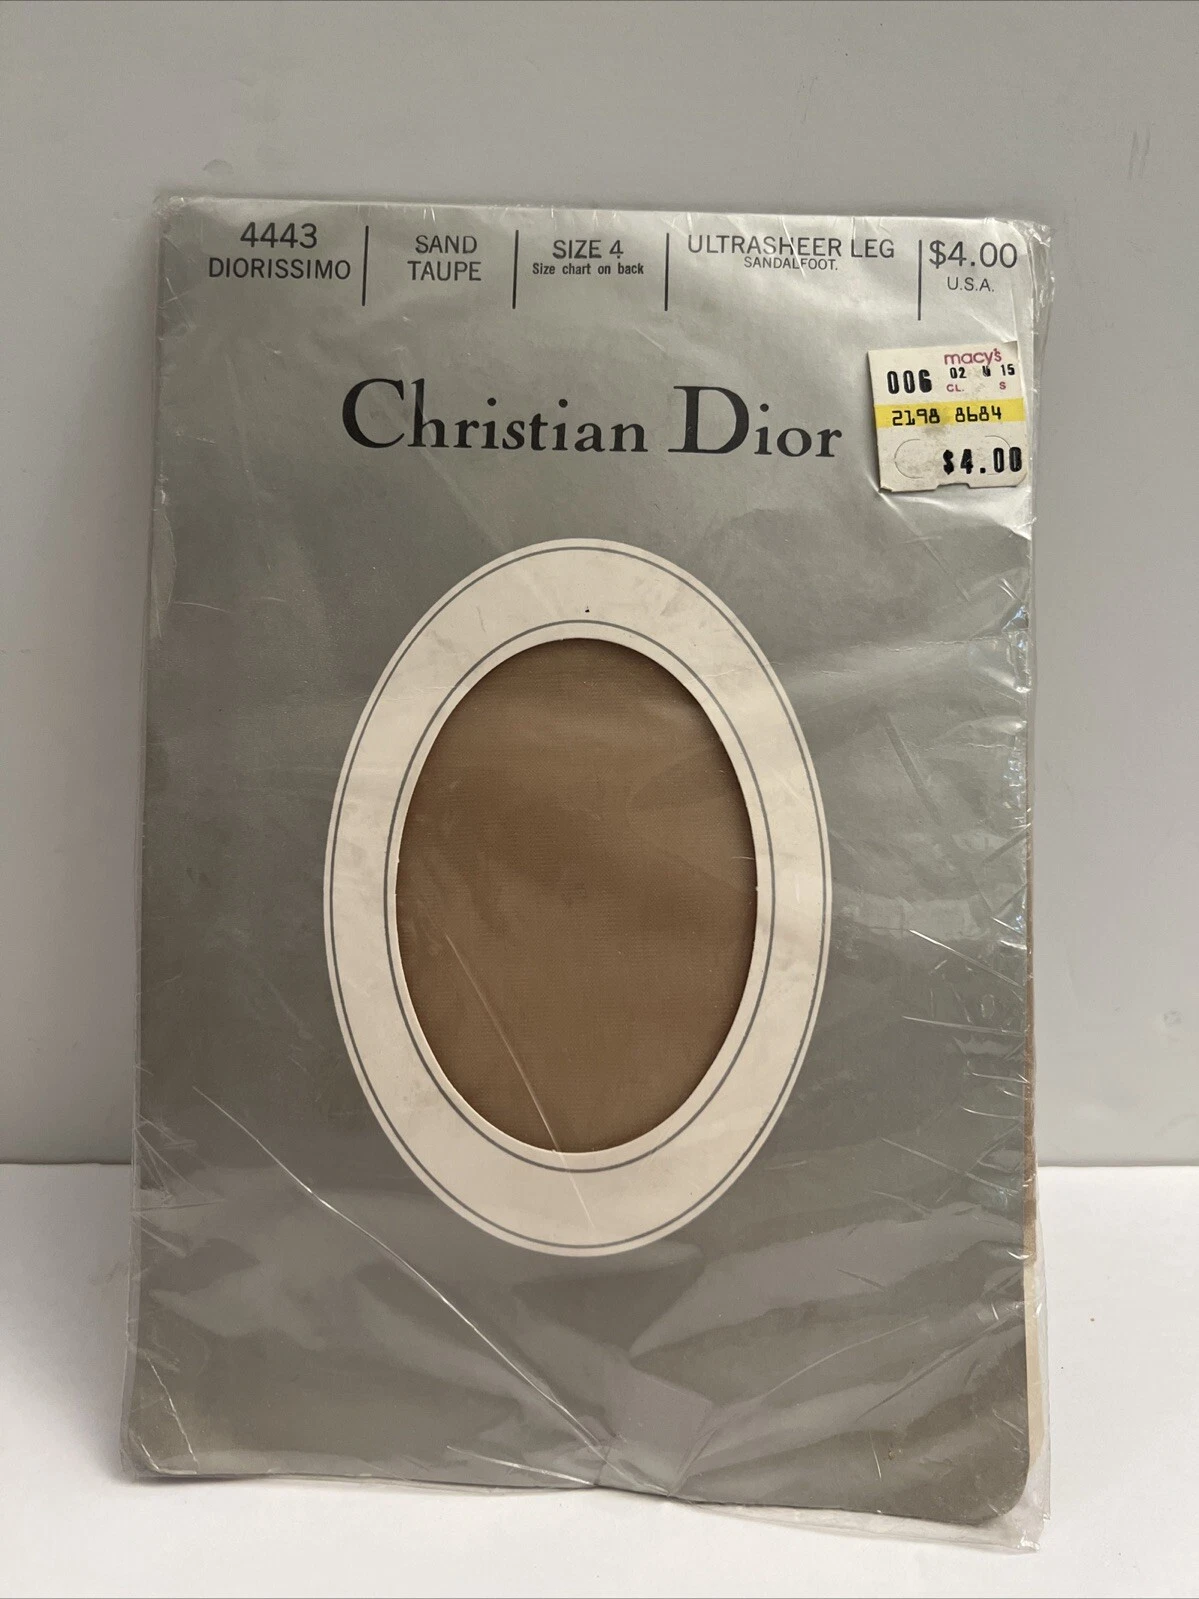 4443
DIORISSIMO
SAND
TAUPE
SIZE 4
Size chart on back
ULTRASHEER LEG
SANDALFOOT.
$4.00
U.S.A.
Christian Dior
macy's
006 02 15
CL. S
2198 8684
$4.00